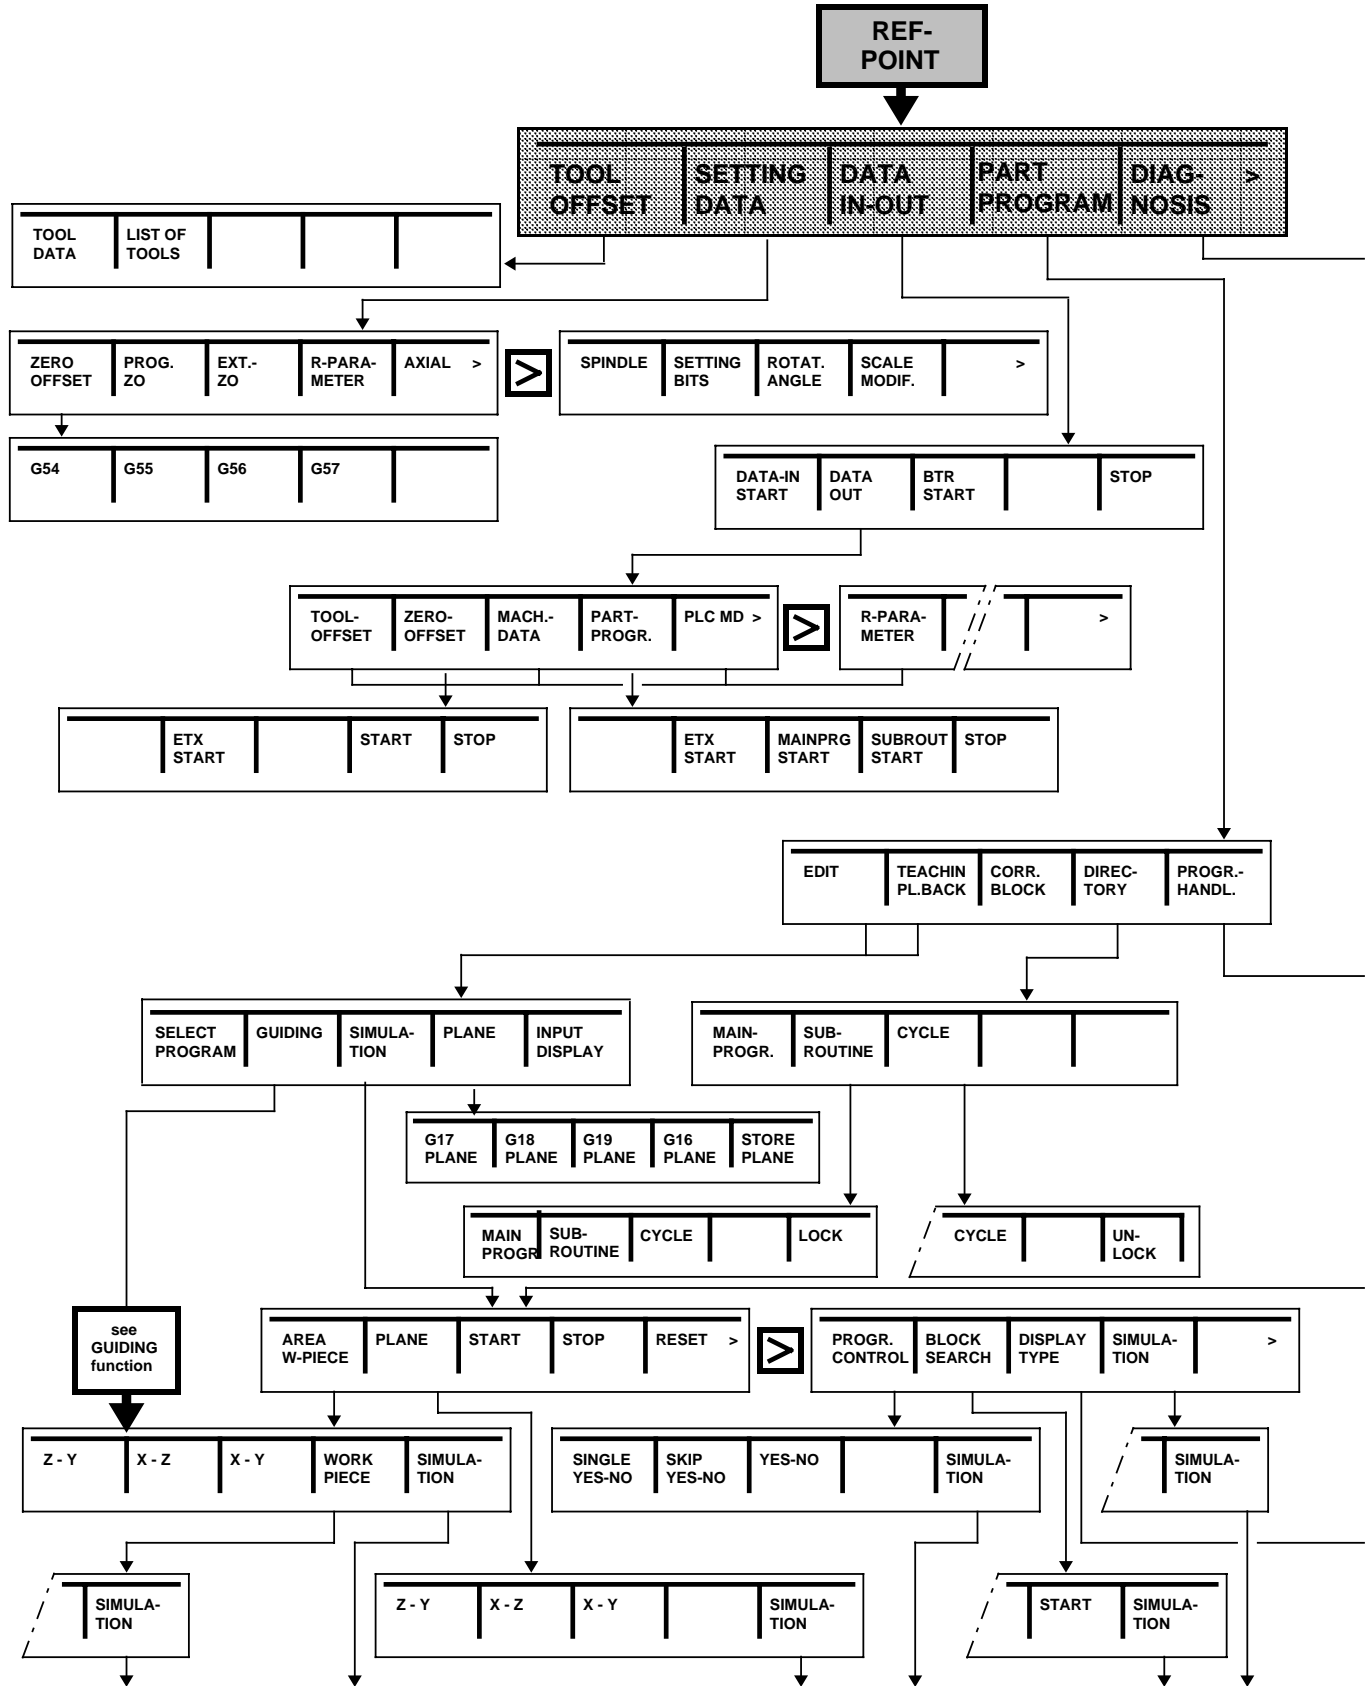 REF-
POINT
TOOL
OFFSET
SETTING
DATA
DATA
IN-OUT
PART
PROGRAM
DIAG-
NOSIS
>
TOOL
DATA
LIST OF
TOOLS
ZERO
OFFSET
PROG.
ZO
EXT.-
ZO
R-PARA-
METER
AXIAL >
>
SPINDLE
SETTING
BITS
ROTAT.
ANGLE
SCALE
MODIF.
>
G54
G55
G56
G57
DATA-IN
START
DATA
OUT
BTR
START
STOP
TOOL-
OFFSET
ZERO-
OFFSET
MACH.-
DATA
PART-
PROGR.
PLC MD >
>
R-PARA-
METER
>
ETX
START
START
STOP
ETX
START
MAINPRG
START
SUBROUT
START
STOP
EDIT
TEACHIN
PL.BACK
CORR.
BLOCK
DIREC-
TORY
PROGR.-
HANDL.
SELECT
PROGRAM
GUIDING
SIMULA-
TION
PLANE
INPUT
DISPLAY
MAIN-
PROGR.
SUB-
ROUTINE
CYCLE
G17
PLANE
G18
PLANE
G19
PLANE
G16
PLANE
STORE
PLANE
MAIN
PROGR
SUB-
ROUTINE
CYCLE
LOCK
CYCLE
UN-
LOCK
see
GUIDING
function
AREA
W-PIECE
PLANE
START
STOP
RESET >
>
PROGR.
CONTROL
BLOCK
SEARCH
DISPLAY
TYPE
SIMULA-
TION
>
Z - Y
X - Z
X - Y
WORK
PIECE
SIMULA-
TION
SINGLE
YES-NO
SKIP
YES-NO
YES-NO
SIMULA-
TION
SIMULA-
TION
SIMULA-
TION
Z - Y
X - Z
X - Y
SIMULA-
TION
START
SIMULA-
TION